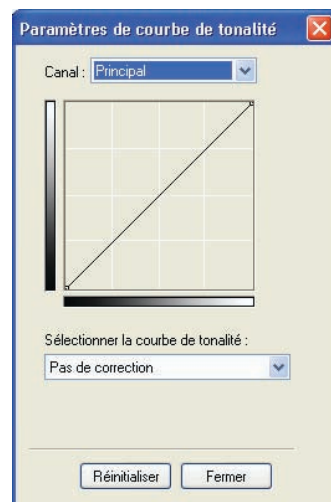 Paramètres de courbe de tonalité
Canal : Principal
Sélectionner la courbe de tonalité :
Pas de correction
Réinitialiser Fermer